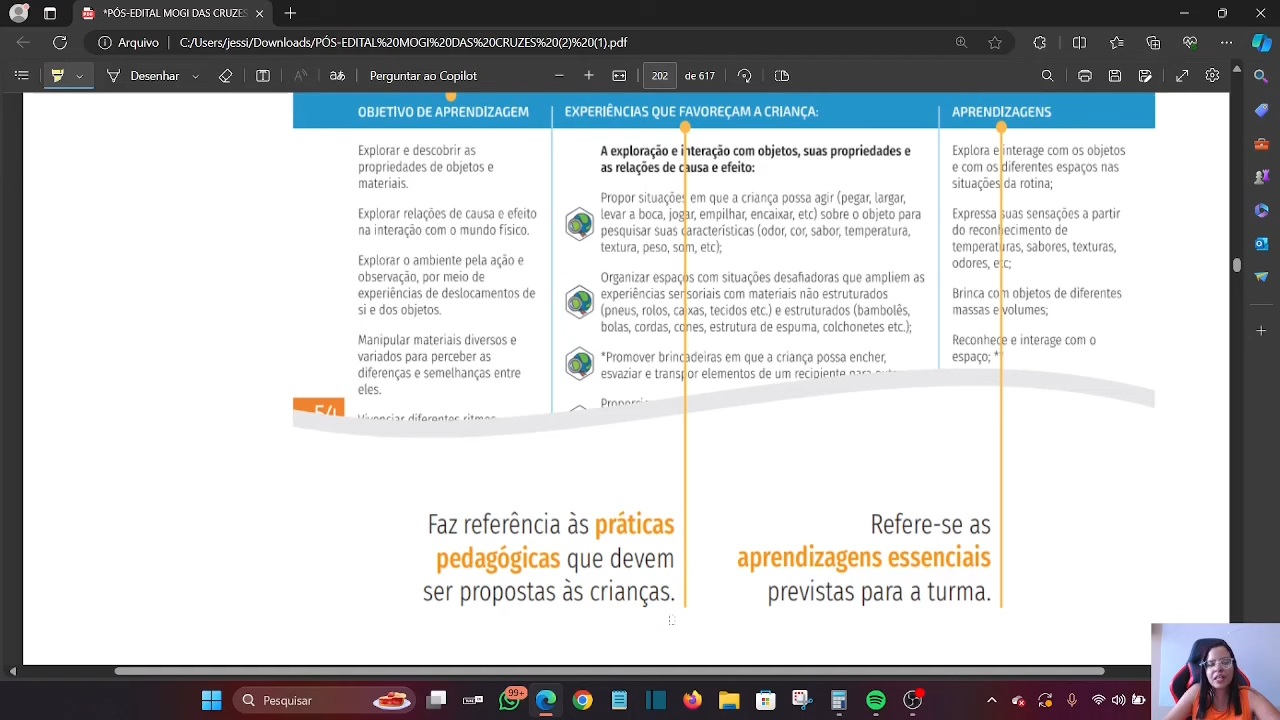 *PÓS-EDITAL MOGI DAS CRUZES
Arquivo C:/Users/jessi/Downloads/PÓS-EDITAL%20MOGI%20DAS%20CRUZES%20(2)%20(1).pdf
Desenhar
Perguntar ao Copilot
202 de 617
OBJETIVO DE APRENDIZAGEM
Explorar e descobrir as
propriedades de objetos e
materiais.
Explorar relações de causa e efeito
na interação com o mundo físico.
Explorar o ambiente pela ação e
observação, por meio de
experiências de deslocamentos de
si e dos objetos.
Manipular materiais diversos e
variados para perceber as
diferenças e semelhanças entre
eles.
Vivenciar diferentes ritmos
54
EXPERIÊNCIAS QUE FAVOREÇAM A CRIANÇA:
A exploração e interação com objetos, suas propriedades e
as relações de causa e efeito:
Propor situações em que a criança possa agir (pegar, largar,
levar a boca, jogar, empilhar, encaixar, etc) sobre o objeto para
pesquisar suas características (odor, cor, sabor, temperatura,
textura, peso, som, etc);
Organizar espaços com situações desafiadoras que ampliem as
experiências sensoriais com materiais não estruturados
(pneus, rolos, caixas, tecidos etc.) e estruturados (bambolês,
bolas, cordas, cones, estrutura de espuma, colchonetes etc.);
*Promover brincadeiras em que a criança possa encher,
esvaziar e transpor elementos de um recipiente para
APRENDIZAGENS
Explora e interage com os objetos
e com os diferentes espaços nas
situações da rotina;
Expressa suas sensações a partir
do reconhecimento de
temperaturas, sabores, texturas,
odores, etc;
Brinca com objetos de diferentes
massas e volumes;
Reconhece e interage com o
espaço; *
Faz referência às práticas
pedagógicas que devem
ser propostas às crianças.
Refere-se as
aprendizagens essenciais
previstas para a turma.
Pesquisar
99+